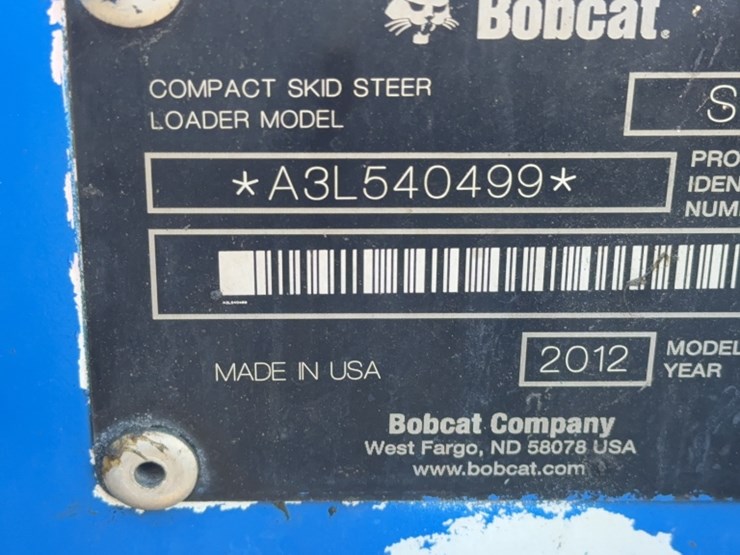 Bobcat.
COMPACT SKID STEER
LOADER MODEL
S
*A3L540499*
PRO
IDEN
NUM
A3L540499
MADE IN USA
2012
MODEL
YEAR
Bobcat Company
West Fargo, ND 58078 USA
www.bobcat.com